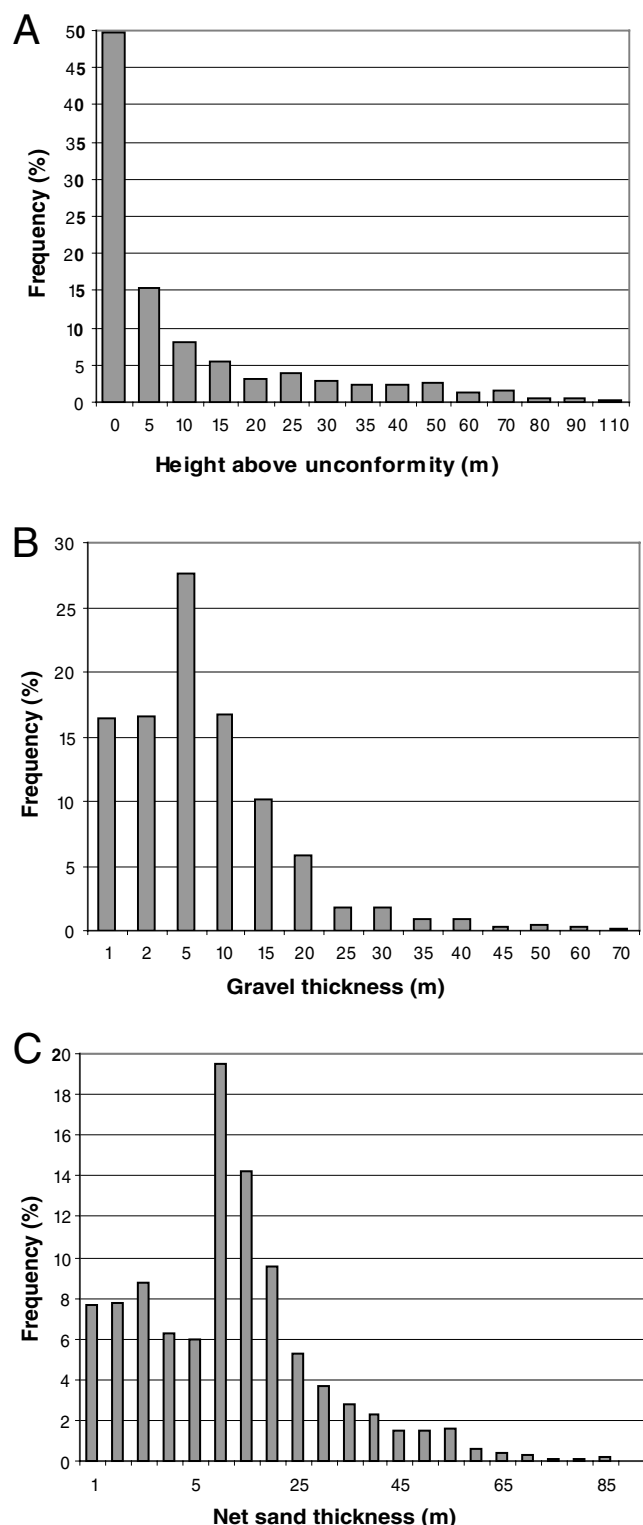 A
50
45
40
35
30
25
20
15
10
5
0
Frequency (%)
0 5 10 15 20 25 30 35 40 50 60 70 80 90 110
Height above unconformity (m)
B
30
25
20
15
10
5
0
Frequency (%)
1 2 5 10 15 20 25 30 35 40 45 50 60 70
Gravel thickness (m)
C
20
18
16
14
12
10
8
6
4
2
0
Frequency (%)
1 5 25 45 65 85
Net sand thickness (m)